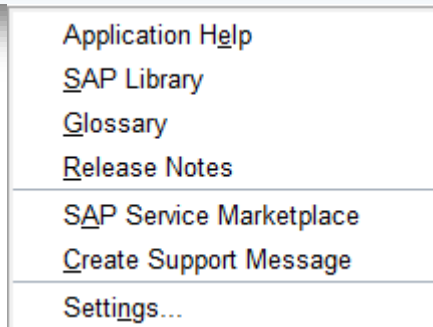 Application Help
SAP Library
Glossary
Release Notes
SAP Service Marketplace
Create Support Message
Settings...